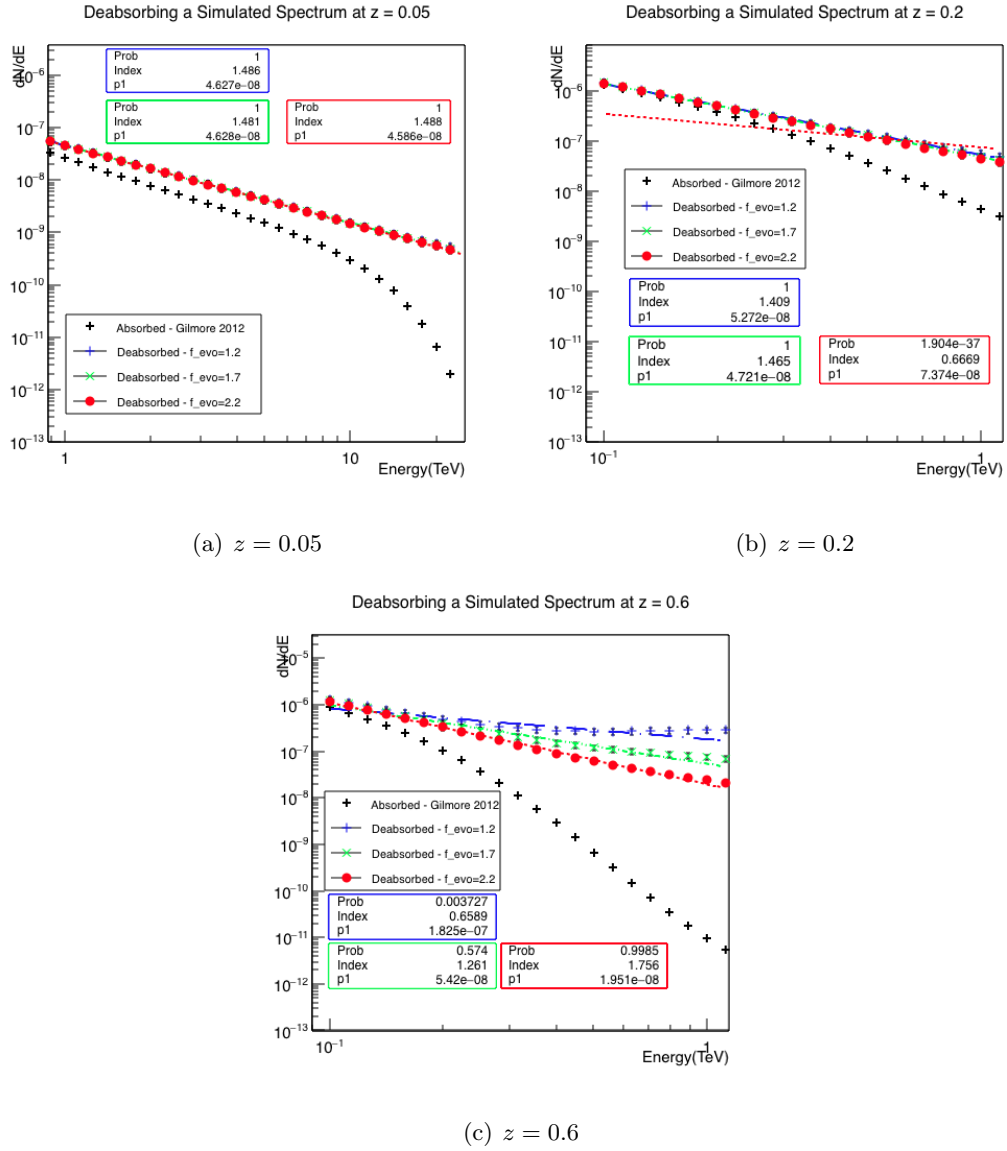 Deabsorbing a Simulated Spectrum at z = 0.05
dN/dE
10−6
10−7
10−8
10−9
10−10
10−11
10−12
10−13
Prob 1
Index 1.486
p1 4.627e−08
Prob 1
Index 1.481
p1 4.628e−08
Prob 1
Index 1.488
p1 4.586e−08
Absorbed - Gilmore 2012
Deabsorbed - f_evo=1.2
Deabsorbed - f_evo=1.7
Deabsorbed - f_evo=2.2
1 10
Energy(TeV)
(a) z = 0.05
Deabsorbing a Simulated Spectrum at z = 0.2
dN/dE
10−6
10−7
10−8
10−9
10−10
10−11
10−12
10−13
Absorbed - Gilmore 2012
Deabsorbed - f_evo=1.2
Deabsorbed - f_evo=1.7
Deabsorbed - f_evo=2.2
Prob 1
Index 1.409
p1 5.272e−08
Prob 1
Index 1.465
p1 4.721e−08
Prob 1.904e−37
Index 0.6669
p1 7.374e−08
10−1 1
Energy(TeV)
(b) z = 0.2
Deabsorbing a Simulated Spectrum at z = 0.6
dN/dE
10−5
10−6
10−7
10−8
10−9
10−10
10−11
10−12
10−13
Absorbed - Gilmore 2012
Deabsorbed - f_evo=1.2
Deabsorbed - f_evo=1.7
Deabsorbed - f_evo=2.2
Prob 0.003727
Index 0.6589
p1 1.825e−07
Prob 0.574
Index 1.261
p1 5.42e−08
Prob 0.9985
Index 1.756
p1 1.951e−08
10−1 1
Energy(TeV)
(c) z = 0.6